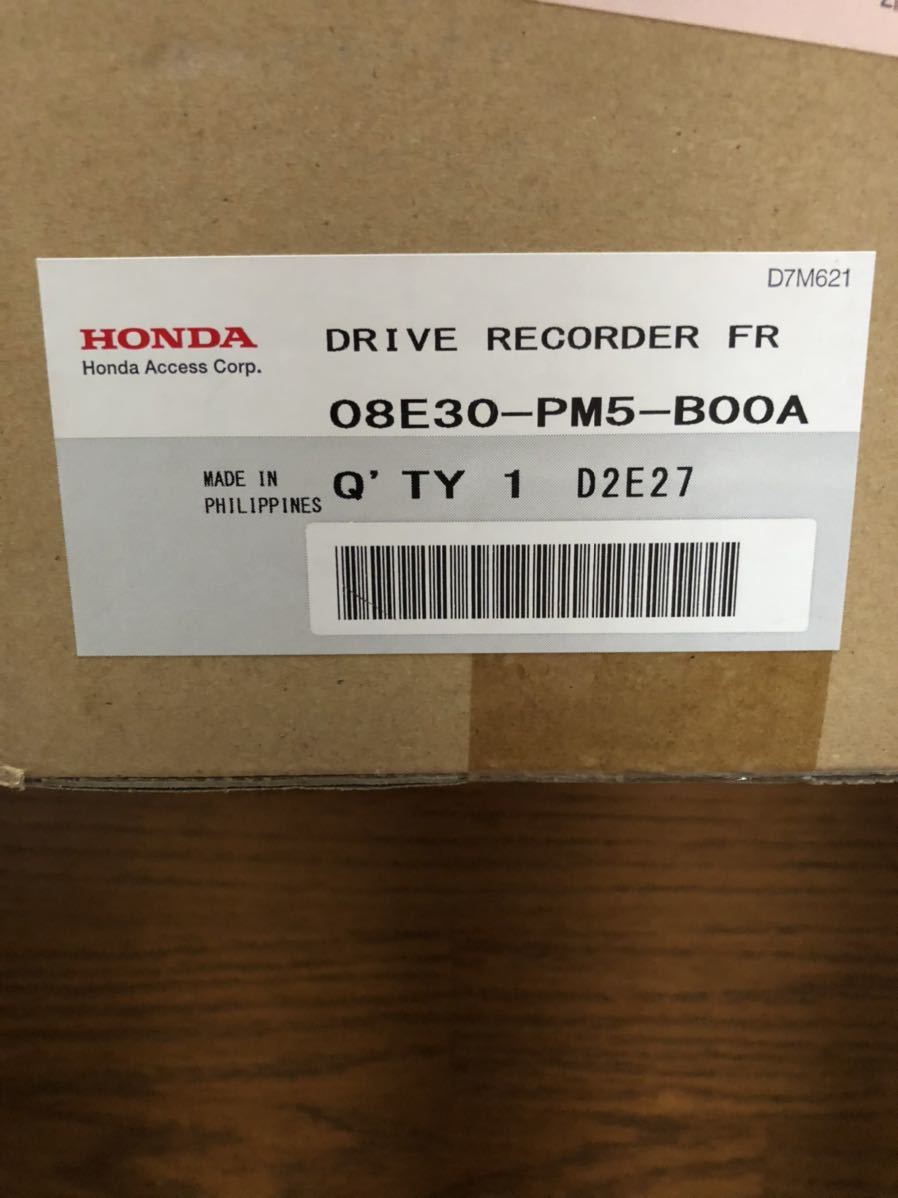 D7M621
HONDA
Honda Access Corp.
DRIVE RECORDER FR
08E30-PM5-B00A
MADE IN
PHILIPPINES
Q'TY 1 D2E27